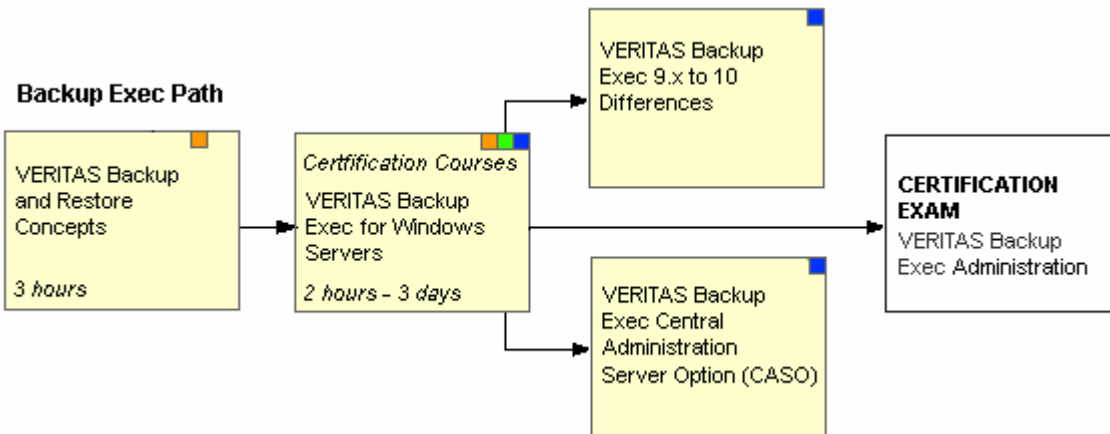 Backup Exec Path
VERITAS Backup
and Restore
Concepts
3 hours
Certfification Courses
VERITAS Backup
Exec for Windows
Servers
2 hours - 3 days
VERITAS Backup
Exec 9.x to 10
Differences
VERITAS Backup
Exec Central
Administration
Server Option (CASO)
CERTIFICATION
EXAM
VERITAS Backup
Exec Administration